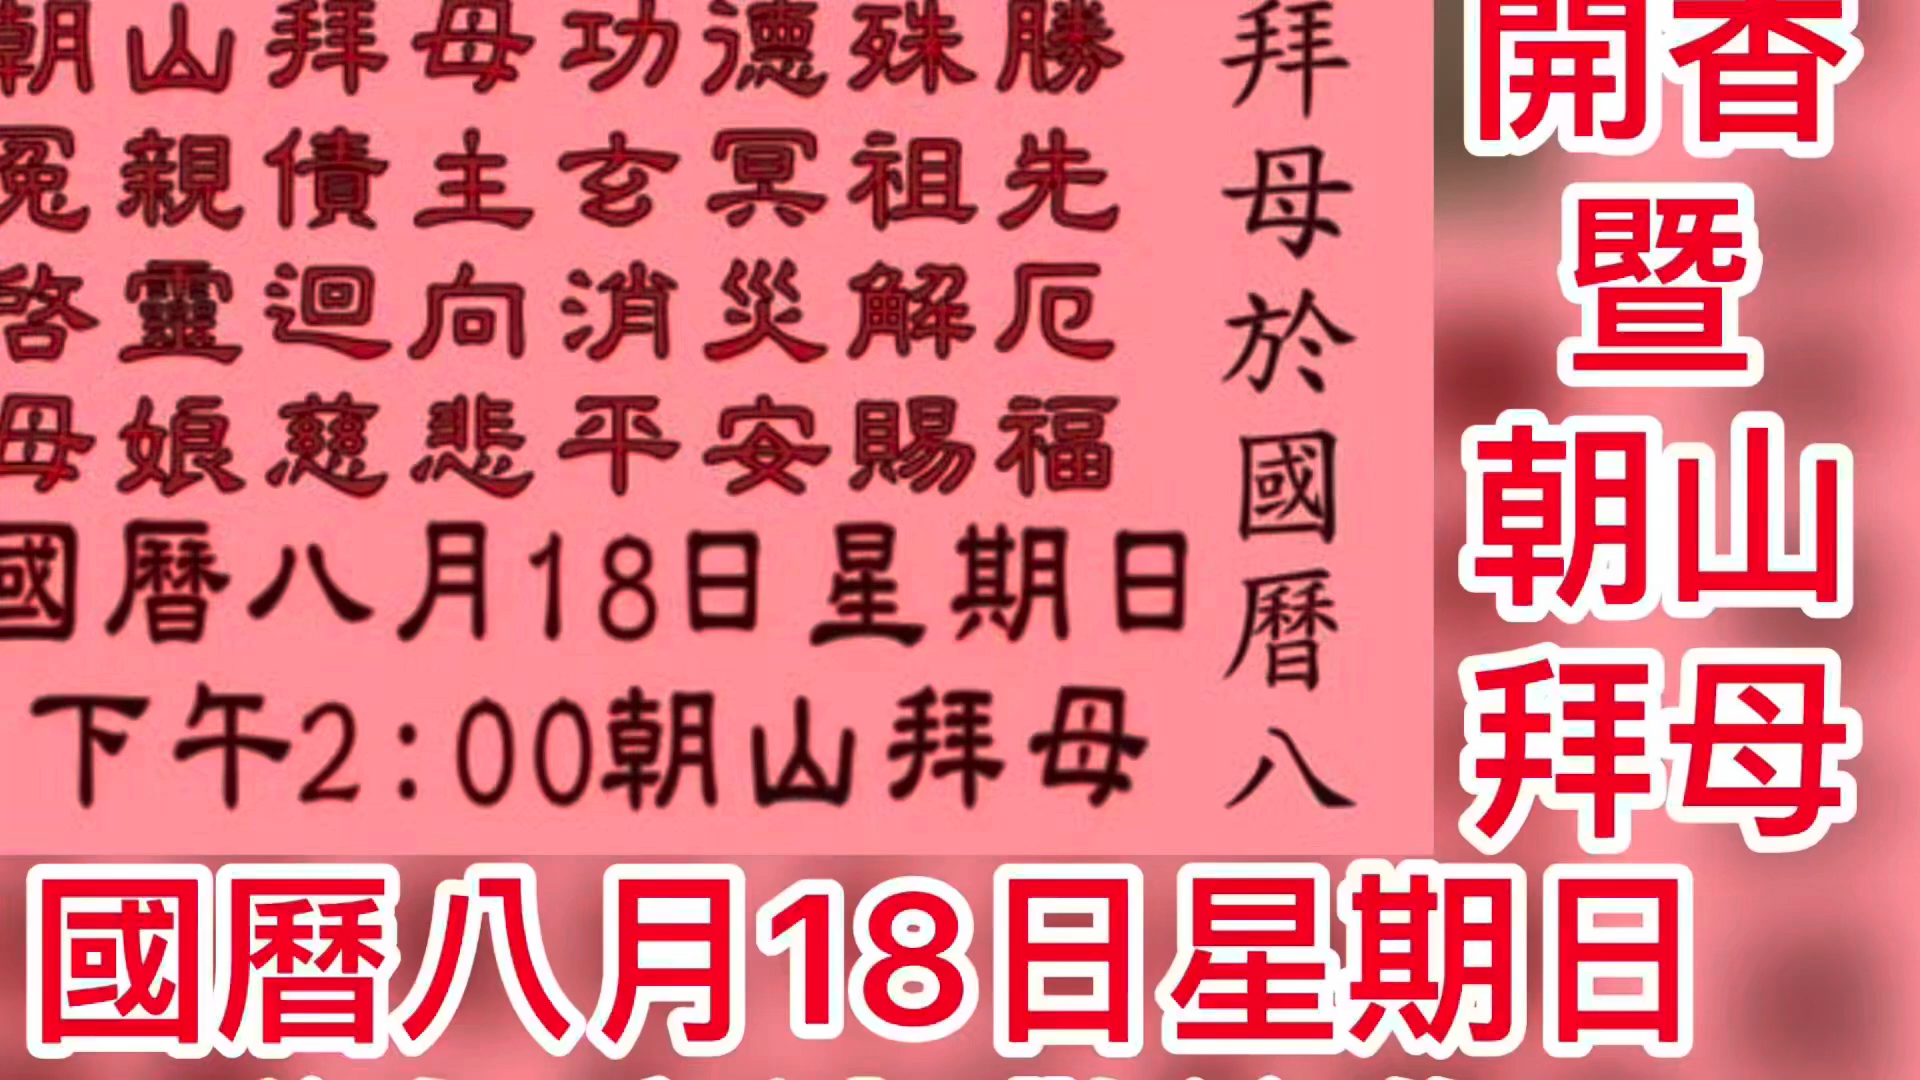 朝山拜母功德殊勝
冤親債主玄冥祖先
啓靈迴向消災解厄
母娘慈悲平安賜福
國曆八月18日星期日
下午2:00朝山拜母
拜母於國曆八
開香
暨
朝山
拜母
國曆八月18日星期日